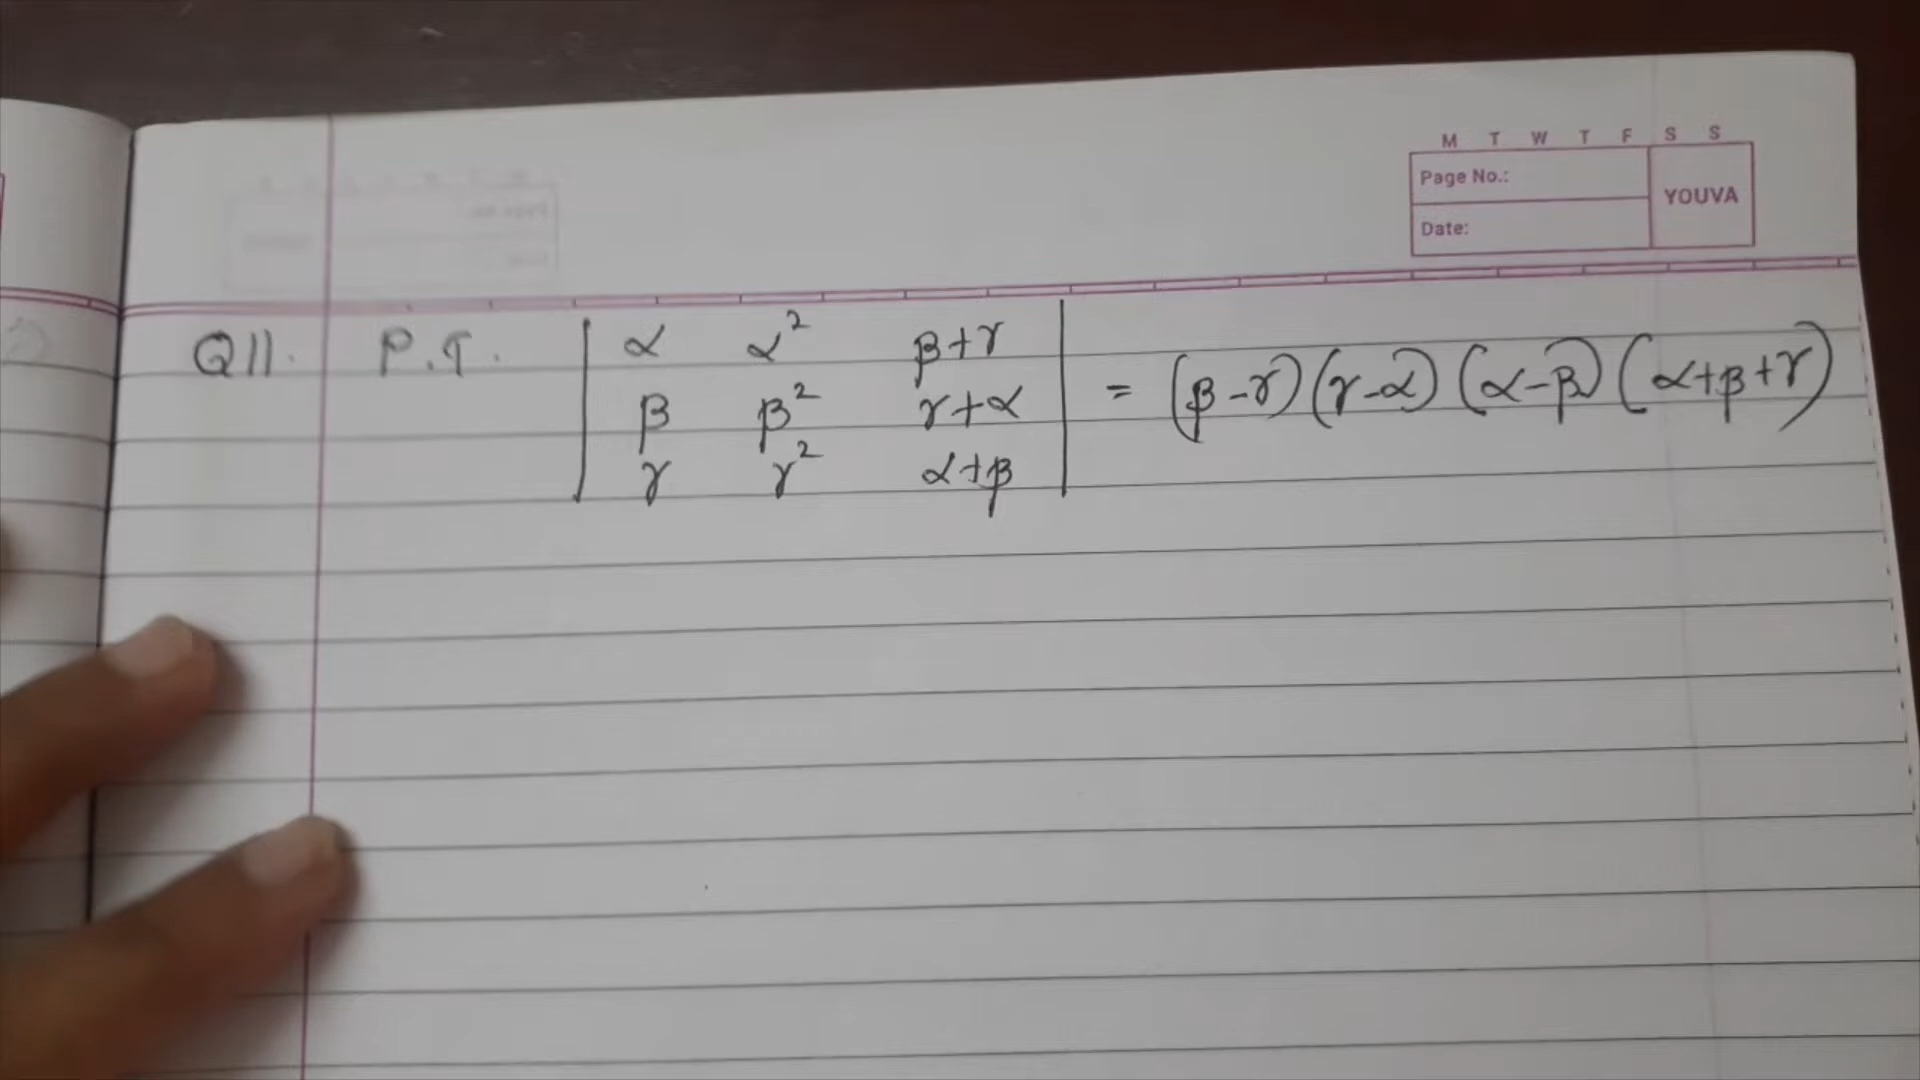 M T W T F S S
Page No.:
YOUVA
Date:
Q11. P.T. | α α² β+γ |
| β β² γ+α | = (β-γ)(γ-α)(α-β)(α+β+γ)
| γ γ² α+β |